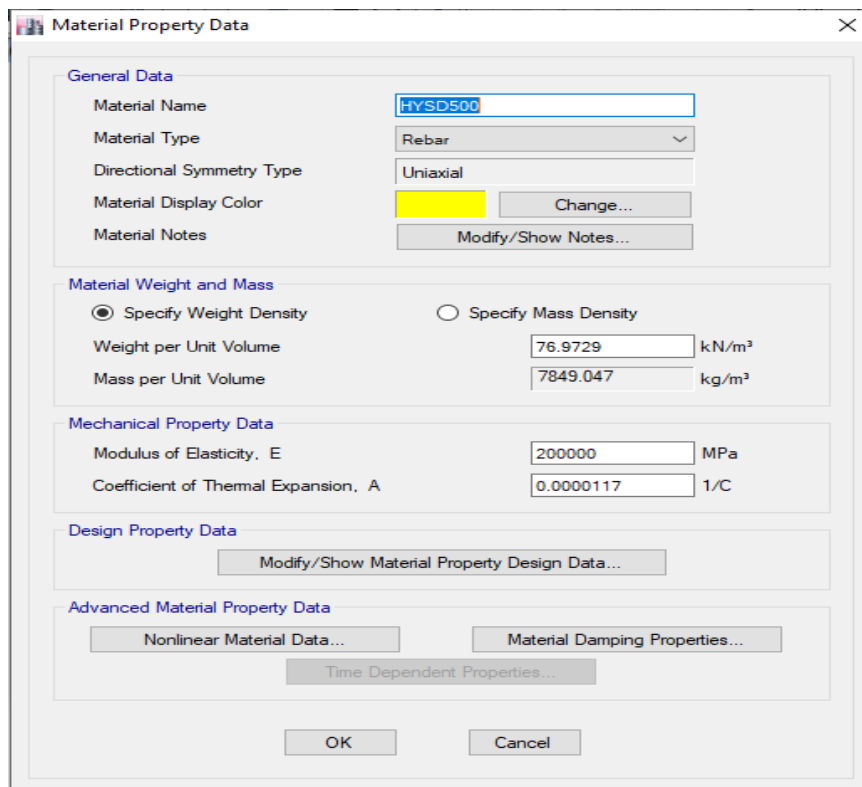 Material Property Data
General Data
Material Name HYSD500
Material Type Rebar
Directional Symmetry Type Uniaxial
Material Display Color Change...
Material Notes Modify/Show Notes...
Material Weight and Mass
Specify Weight Density Specify Mass Density
Weight per Unit Volume 76.9729 kN/m³
Mass per Unit Volume 7849.047 kg/m³
Mechanical Property Data
Modulus of Elasticity, E 200000 MPa
Coefficient of Thermal Expansion, A 0.0000117 1/C
Design Property Data
Modify/Show Material Property Design Data...
Advanced Material Property Data
Nonlinear Material Data... Material Damping Properties...
Time Dependent Properties...
OK Cancel